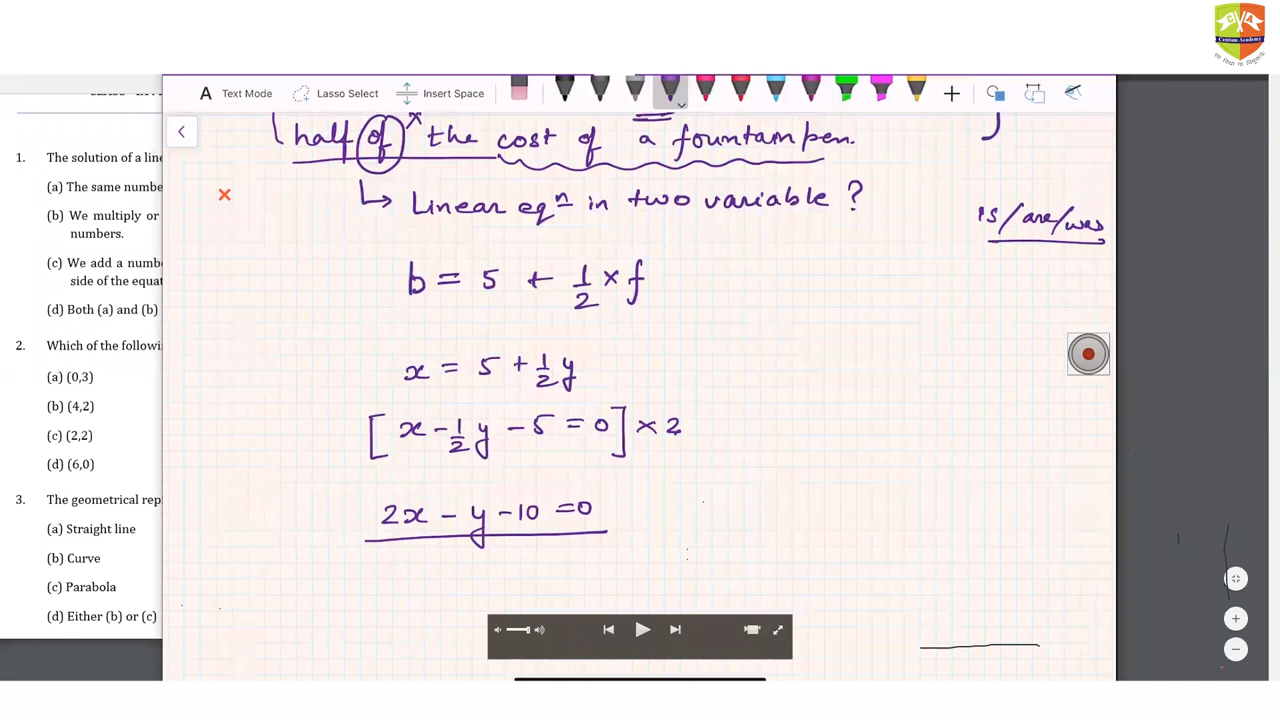 Centum Academy
Text Mode
Lasso Select
Insert Space
half of × the cost of a fountain pen.
↳ Linear eqn in two variable ?
is/are/was
b = 5 + 1/2 × f
x = 5 + 1/2 y
[x - 1/2 y - 5 = 0] × 2
2x - y - 10 = 0
1. The solution of a line
(a) The same numbe
(b) We multiply or
numbers.
(c) We add a numb
side of the equat
(d) Both (a) and (b)
2. Which of the followi
(a) (0,3)
(b) (4,2)
(c) (2,2)
(d) (6,0)
3. The geometrical rep
(a) Straight line
(b) Curve
(c) Parabola
(d) Either (b) or (c)